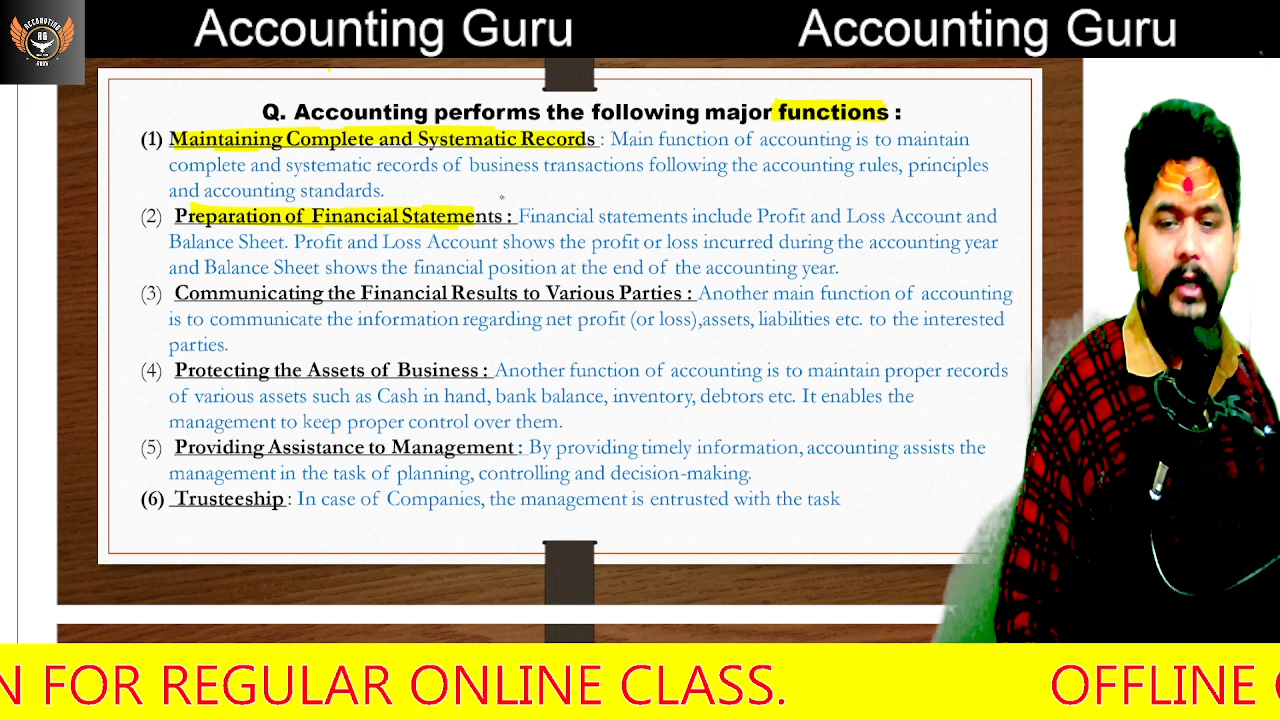 Accounting Guru
Accounting Guru
ACCOUNTING
AG
GURU
Q. Accounting performs the following major functions :
(1) Maintaining Complete and Systematic Records : Main function of accounting is to maintain
complete and systematic records of business transactions following the accounting rules, principles
and accounting standards.
(2) Preparation of Financial Statements : Financial statements include Profit and Loss Account and
Balance Sheet. Profit and Loss Account shows the profit or loss incurred during the accounting year
and Balance Sheet shows the financial position at the end of the accounting year.
(3) Communicating the Financial Results to Various Parties : Another main function of accounting
is to communicate the information regarding net profit (or loss),assets, liabilities etc. to the interested
parties.
(4) Protecting the Assets of Business : Another function of accounting is to maintain proper records
of various assets such as Cash in hand, bank balance, inventory, debtors etc. It enables the
management to keep proper control over them.
(5) Providing Assistance to Management : By providing timely information, accounting assists the
management in the task of planning, controlling and decision-making.
(6) Trusteeship : In case of Companies, the management is entrusted with the task
N FOR REGULAR ONLINE CLASS. OFFLINE